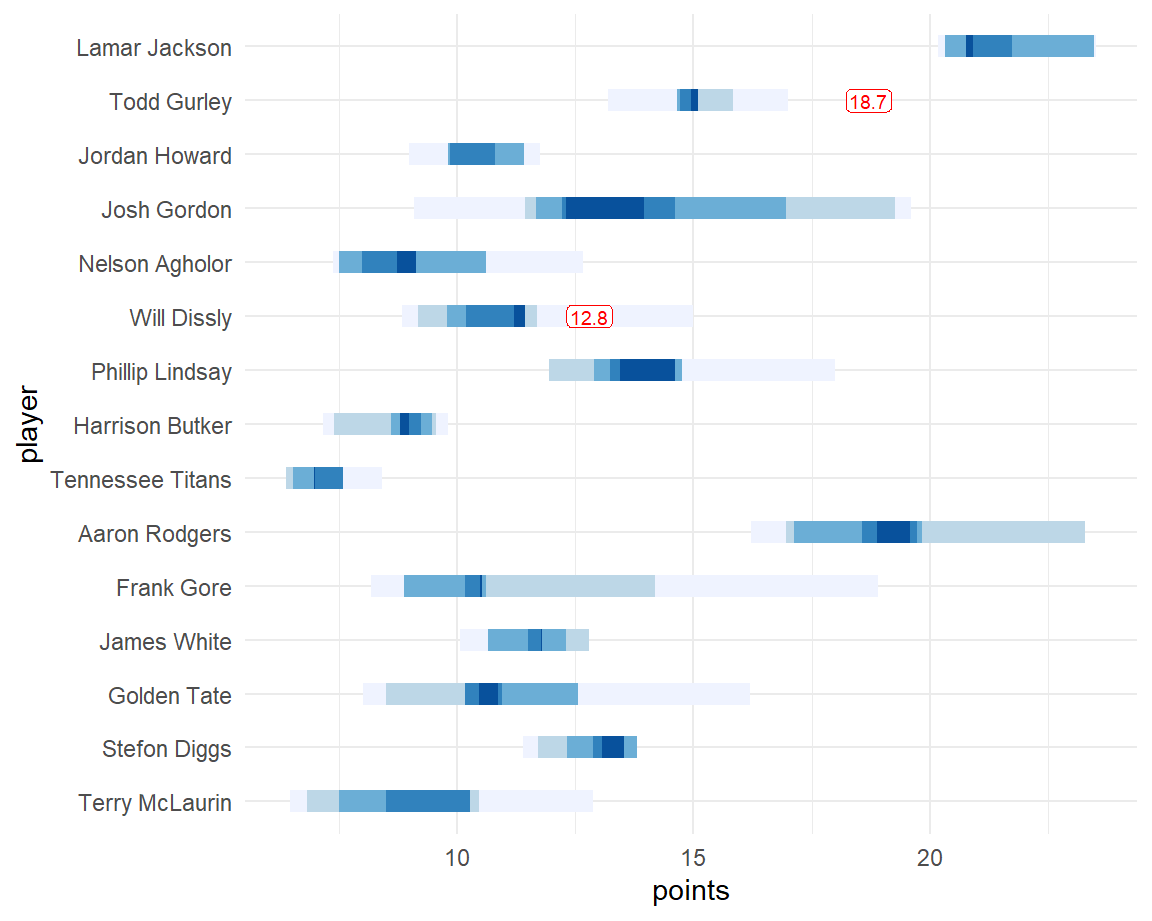 Lamar Jackson
Todd Gurley
18.7
Jordan Howard
Josh Gordon
Nelson Agholor
Will Dissly
12.8
Phillip Lindsay
Harrison Butker
Tennessee Titans
Aaron Rodgers
Frank Gore
James White
Golden Tate
Stefon Diggs
Terry McLaurin
player
10 15 20
points